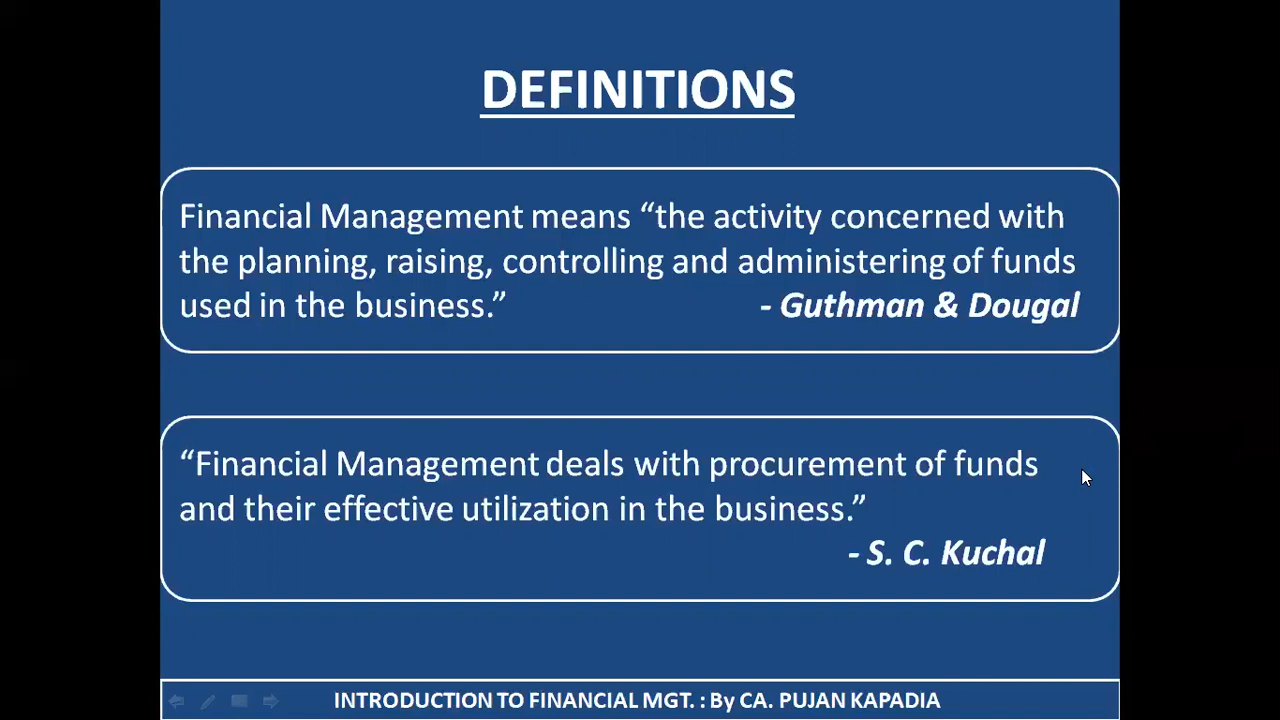 DEFINITIONS
Financial Management means “the activity concerned with
the planning, raising, controlling and administering of funds
used in the business.” - Guthman & Dougal
“Financial Management deals with procurement of funds
and their effective utilization in the business.”
- S. C. Kuchal
INTRODUCTION TO FINANCIAL MGT. : By CA. PUJAN KAPADIA